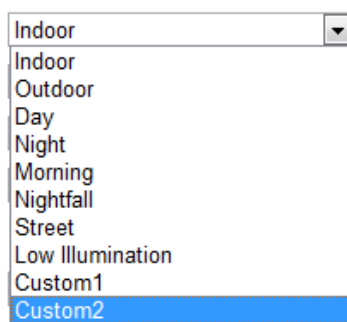 Indoor
Indoor
Outdoor
Day
Night
Morning
Nightfall
Street
Low Illumination
Custom1
Custom2